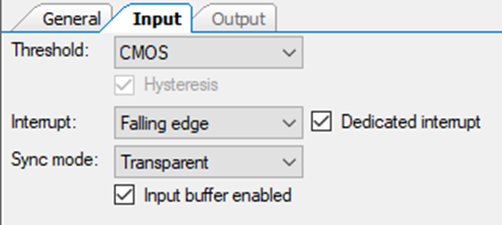 General Input Output
Threshold: CMOS
Hysteresis
Interrupt: Falling edge Dedicated interrupt
Sync mode: Transparent
Input buffer enabled